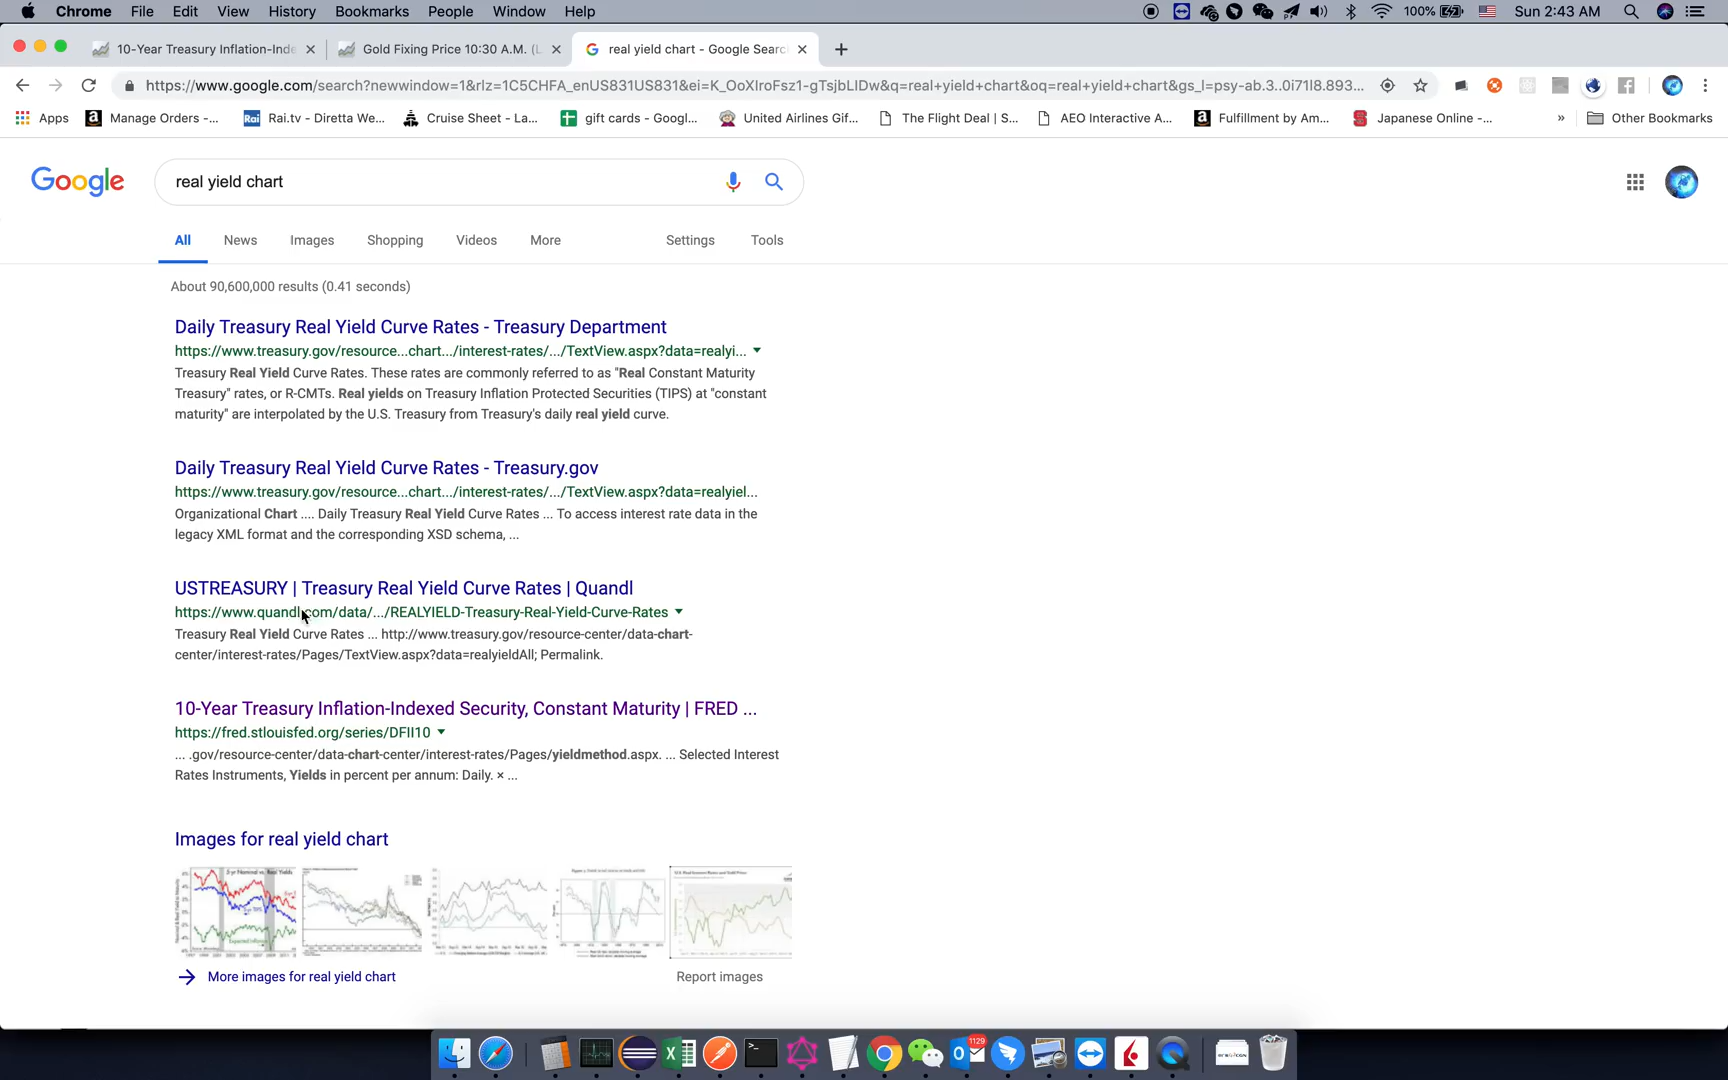 Chrome File Edit View History Bookmarks People Window Help 100% Sun 2:43 AM
10-Year Treasury Inflation-Inde Gold Fixing Price 10:30 A.M. (L real yield chart - Google Searc
https://www.google.com/search?newwindow=1&rlz=1C5CHFA_enUS831US831&ei=K_OoXIroFsz1-gTsjbLIDw&q=real+yield+chart&oq=real+yield+chart&gs_l=psy-ab.3..0i71l8.893...
Apps Manage Orders -... Rai.tv - Diretta We... Cruise Sheet - La... gift cards - Googl... United Airlines Gif... The Flight Deal | S... AEO Interactive A... Fulfillment by Am... Japanese Online -... » Other Bookmarks
Google real yield chart
All News Images Shopping Videos More Settings Tools
About 90,600,000 results (0.41 seconds)
Daily Treasury Real Yield Curve Rates - Treasury Department
https://www.treasury.gov/resource...chart.../interest-rates/.../TextView.aspx?data=realyi...
Treasury Real Yield Curve Rates. These rates are commonly referred to as "Real Constant Maturity
Treasury" rates, or R-CMTs. Real yields on Treasury Inflation Protected Securities (TIPS) at "constant
maturity" are interpolated by the U.S. Treasury from Treasury's daily real yield curve.
Daily Treasury Real Yield Curve Rates - Treasury.gov
https://www.treasury.gov/resource...chart.../interest-rates/.../TextView.aspx?data=realyiel...
Organizational Chart .... Daily Treasury Real Yield Curve Rates ... To access interest rate data in the
legacy XML format and the corresponding XSD schema, ...
USTREASURY | Treasury Real Yield Curve Rates | Quandl
https://www.quandl.com/data/.../REALYIELD-Treasury-Real-Yield-Curve-Rates
Treasury Real Yield Curve Rates ... http://www.treasury.gov/resource-center/data-chart-
center/interest-rates/Pages/TextView.aspx?data=realyieldAll; Permalink.
10-Year Treasury Inflation-Indexed Security, Constant Maturity | FRED ...
https://fred.stlouisfed.org/series/DFII10
... .gov/resource-center/data-chart-center/interest-rates/Pages/yieldmethod.aspx. ... Selected Interest
Rates Instruments, Yields in percent per annum: Daily. × ...
Images for real yield chart
5 yr Nominal vs. Real Yields
More images for real yield chart Report images
1129